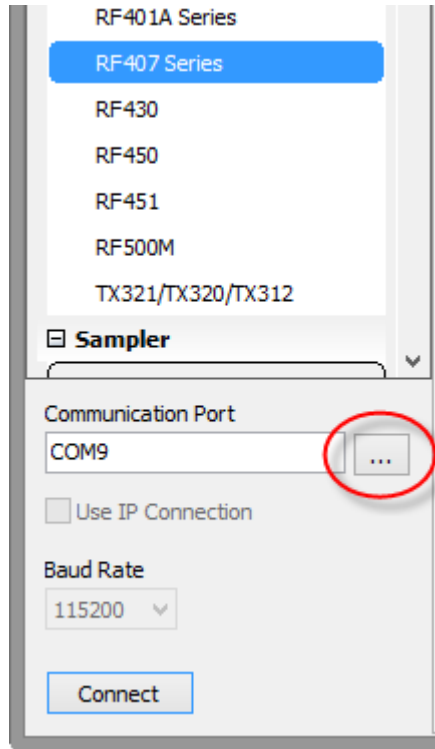 RF401A Series
RF407 Series
RF430
RF450
RF451
RF500M
TX321/TX320/TX312
Sampler
Communication Port
COM9
...
Use IP Connection
Baud Rate
115200
Connect